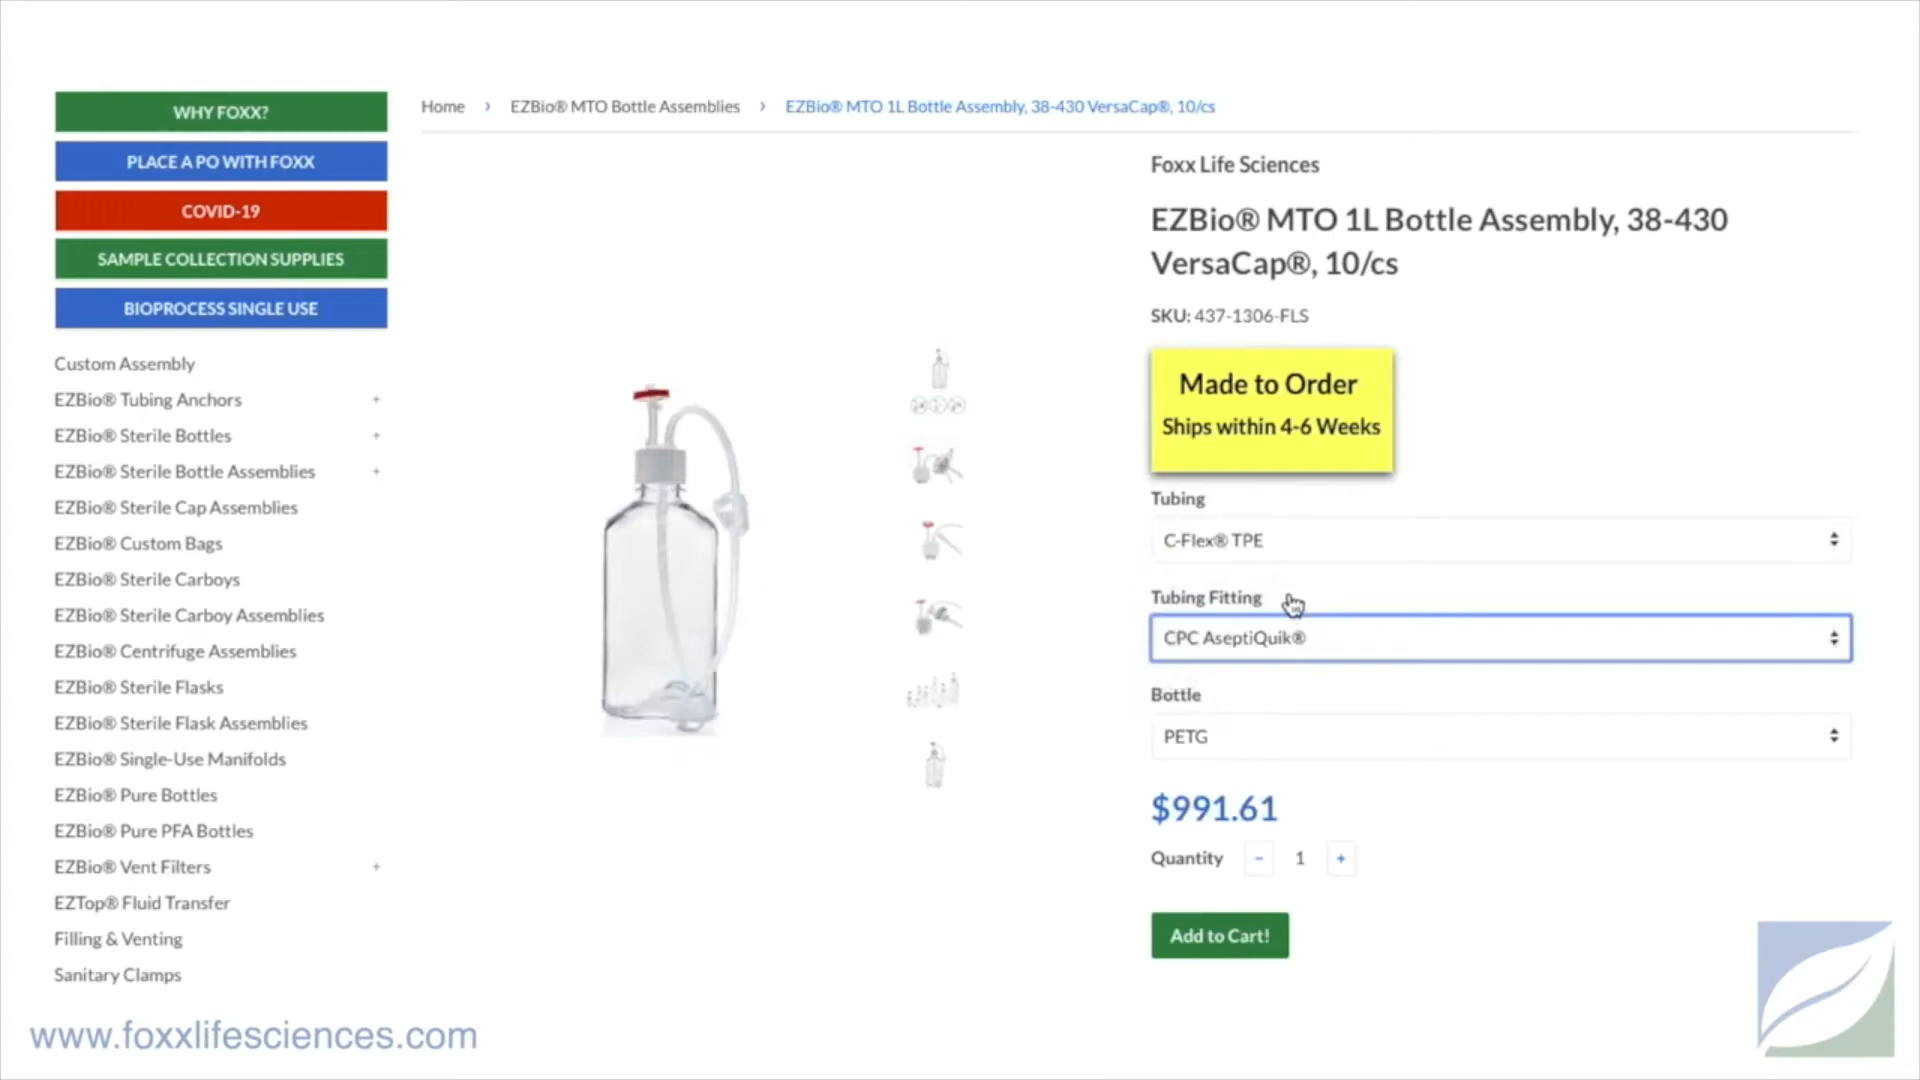 WHY FOXX?
PLACE A PO WITH FOXX
COVID-19
SAMPLE COLLECTION SUPPLIES
BIOPROCESS SINGLE USE
Custom Assembly
EZBio® Tubing Anchors +
EZBio® Sterile Bottles +
EZBio® Sterile Bottle Assemblies +
EZBio® Sterile Cap Assemblies
EZBio® Custom Bags
EZBio® Sterile Carboys
EZBio® Sterile Carboy Assemblies
EZBio® Centrifuge Assemblies
EZBio® Sterile Flasks
EZBio® Sterile Flask Assemblies
EZBio® Single-Use Manifolds
EZBio® Pure Bottles
EZBio® Pure PFA Bottles
EZBio® Vent Filters +
EZTop® Fluid Transfer
Filling & Venting
Sanitary Clamps
Home › EZBio® MTO Bottle Assemblies › EZBio® MTO 1L Bottle Assembly, 38-430 VersaCap®, 10/cs
Foxx Life Sciences
EZBio® MTO 1L Bottle Assembly, 38-430
VersaCap®, 10/cs
SKU: 437-1306-FLS
Made to Order
Ships within 4-6 Weeks
Tubing
C-Flex® TPE
Tubing Fitting
CPC AseptiQuik®
Bottle
PETG
$991.61
Quantity - 1 +
Add to Cart!
www.foxxlifesciences.com